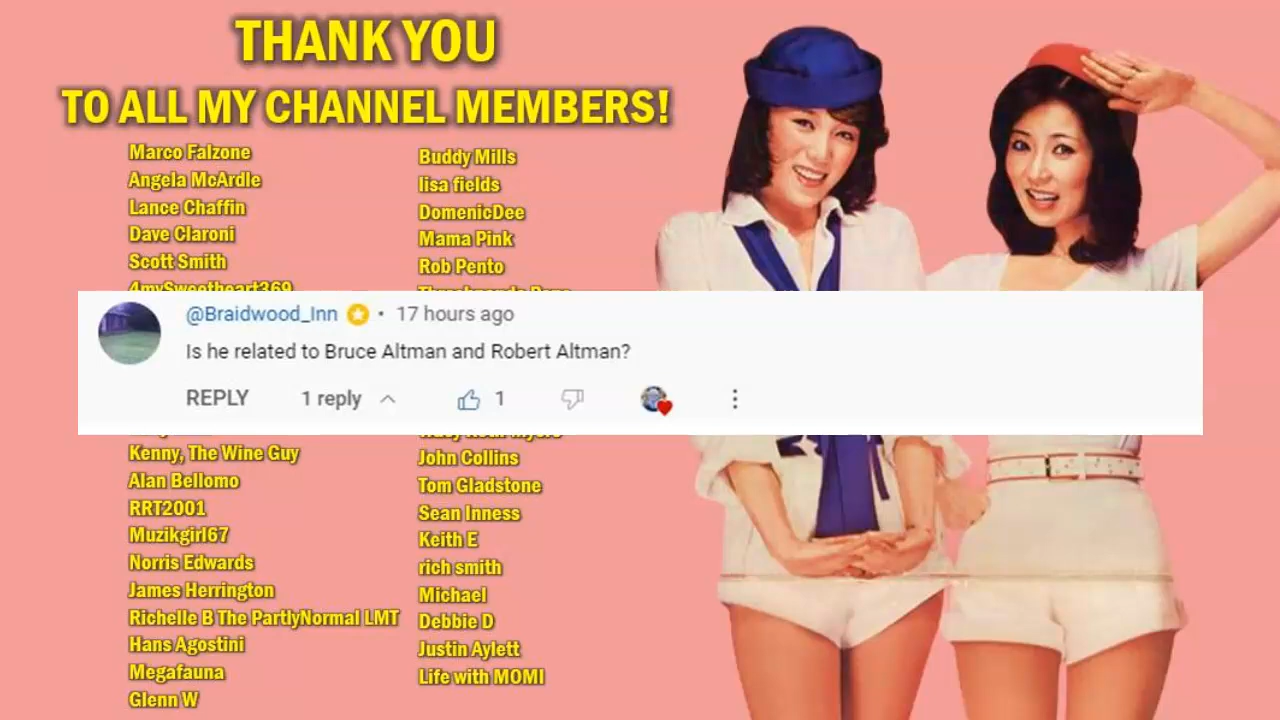 THANK YOU
TO ALL MY CHANNEL MEMBERS!
Marco Falzone
Angela McArdle
Lance Chaffin
Dave Claroni
Scott Smith
4mySweetheart369
Buddy Mills
lisa fields
DomenicDee
Mama Pink
Rob Pento
@Braidwood_Inn • 17 hours ago
Is he related to Bruce Altman and Robert Altman?
REPLY 1 reply 1
Kenny, The Wine Guy
Alan Bellomo
RRT2001
Muzikgirl67
Norris Edwards
James Herrington
Richelle B The PartlyNormal LMT
Hans Agostini
Megafauna
Glenn W
John Collins
Tom Gladstone
Sean Inness
Keith E
rich smith
Michael
Debbie D
Justin Aylett
Life with MOMI